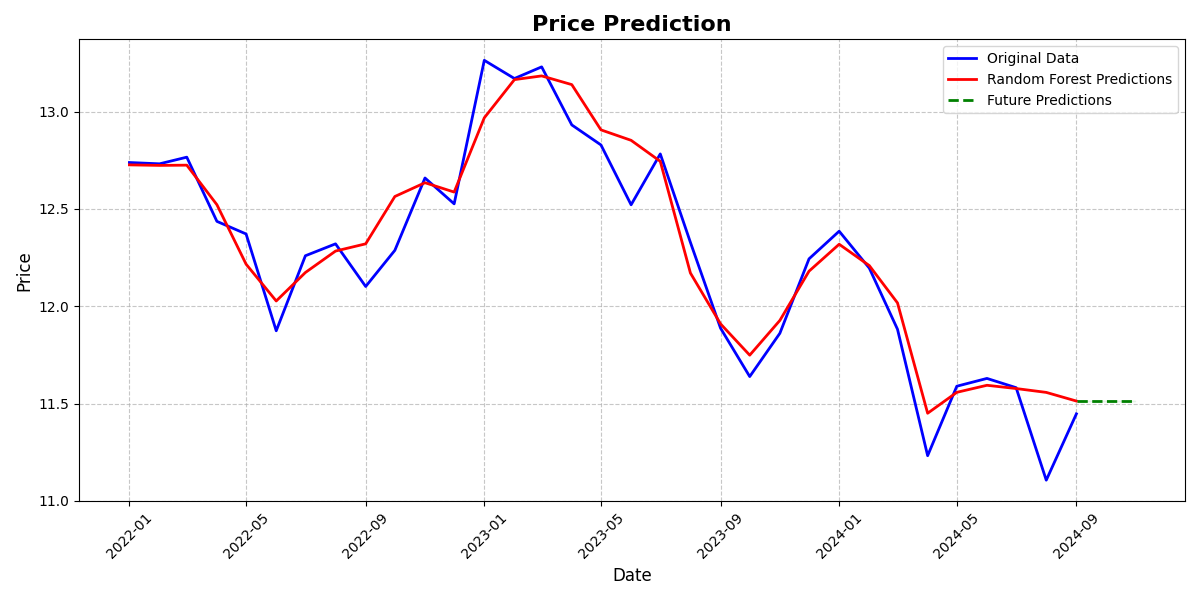 Price Prediction
Original Data
Random Forest Predictions
Future Predictions
Price
13.0
12.5
12.0
11.5
11.0
2022-01
2022-05
2022-09
2023-01
2023-05
2023-09
2024-01
2024-05
2024-09
Date